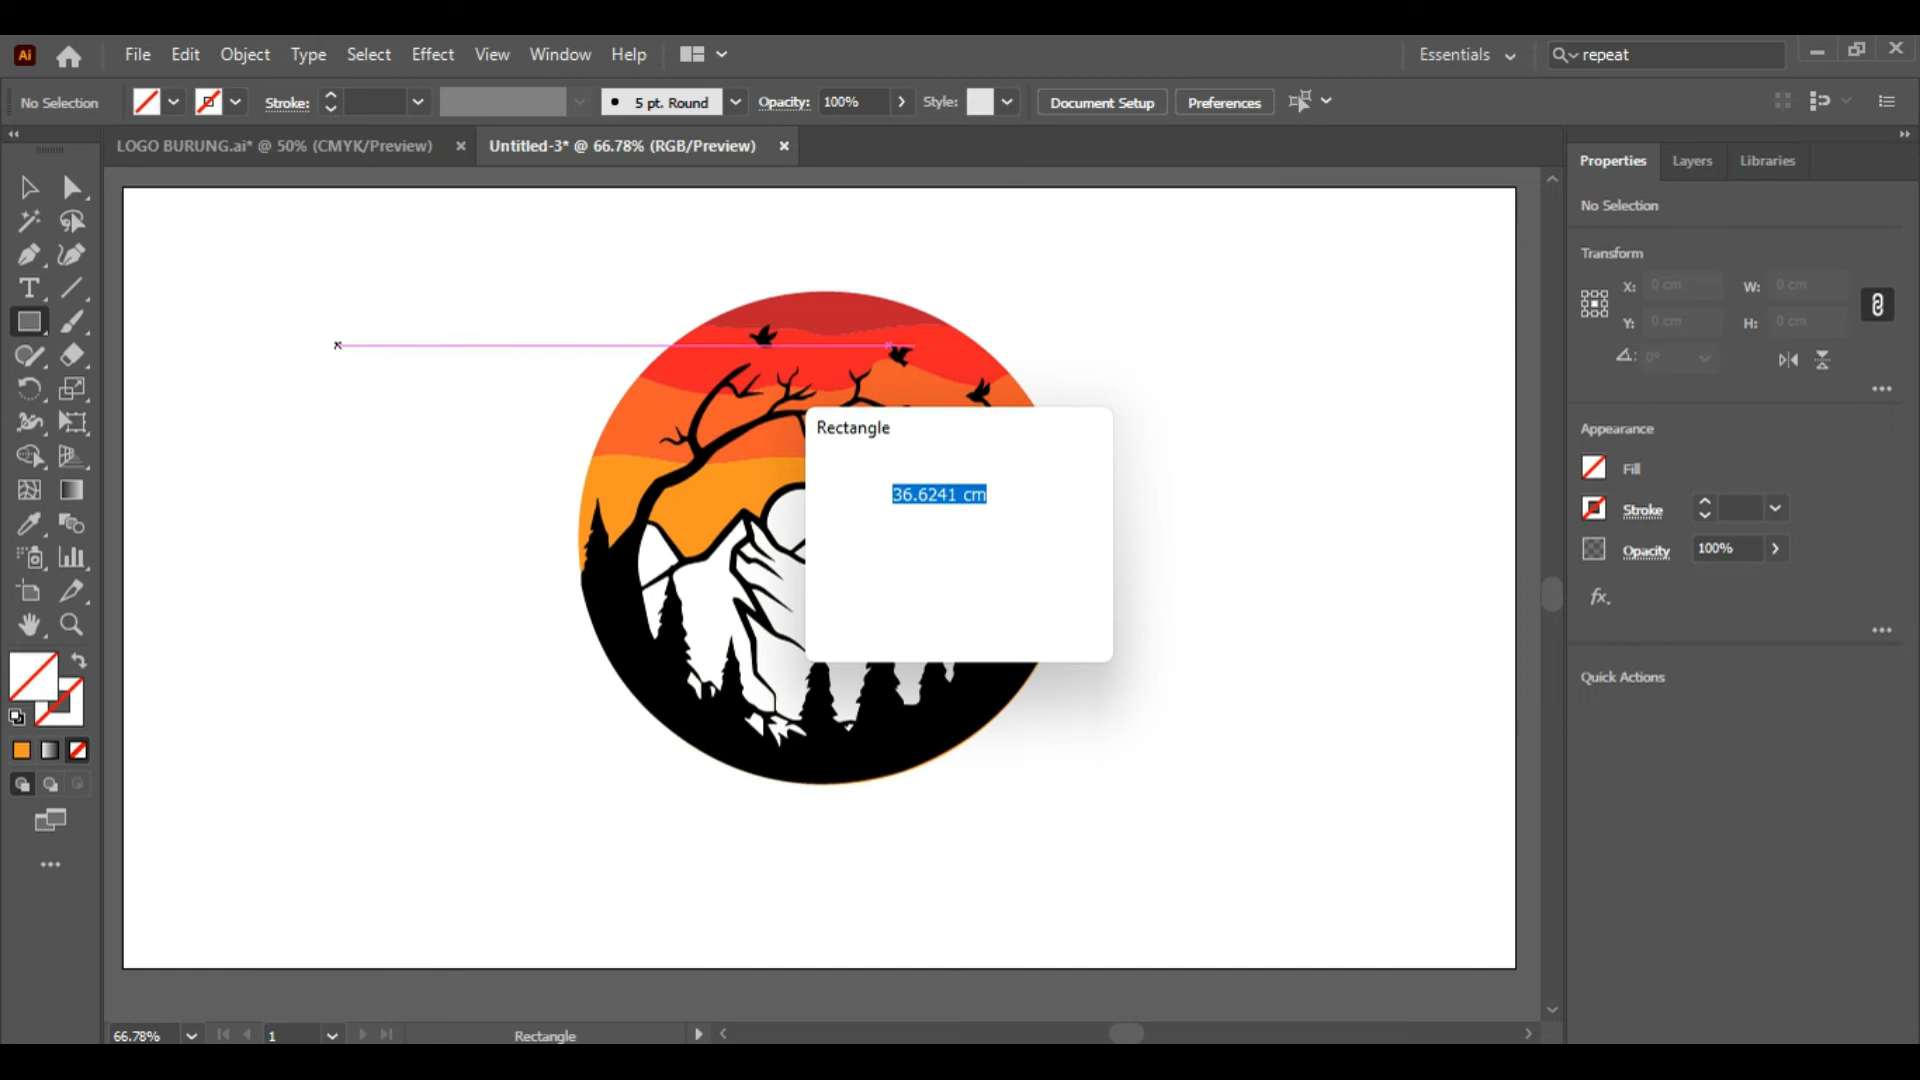 Ai File Edit Object Type Select Effect View Window Help Essentials repeat
No Selection Stroke: 5 pt. Round Opacity: 100% Style: Document Setup Preferences
LOGO BURUNG.ai* @ 50% (CMYK/Preview) Untitled-3* @ 66.78% (RGB/Preview)
Properties Layers Libraries
No Selection
Transform
X: 0 cm W: 0 cm
Y: 0 cm H: 0 cm
0°
Appearance
Fill
Stroke
Opacity 100%
fx.
Quick Actions
Rectangle
36.6241 cm
66.78% 1 Rectangle